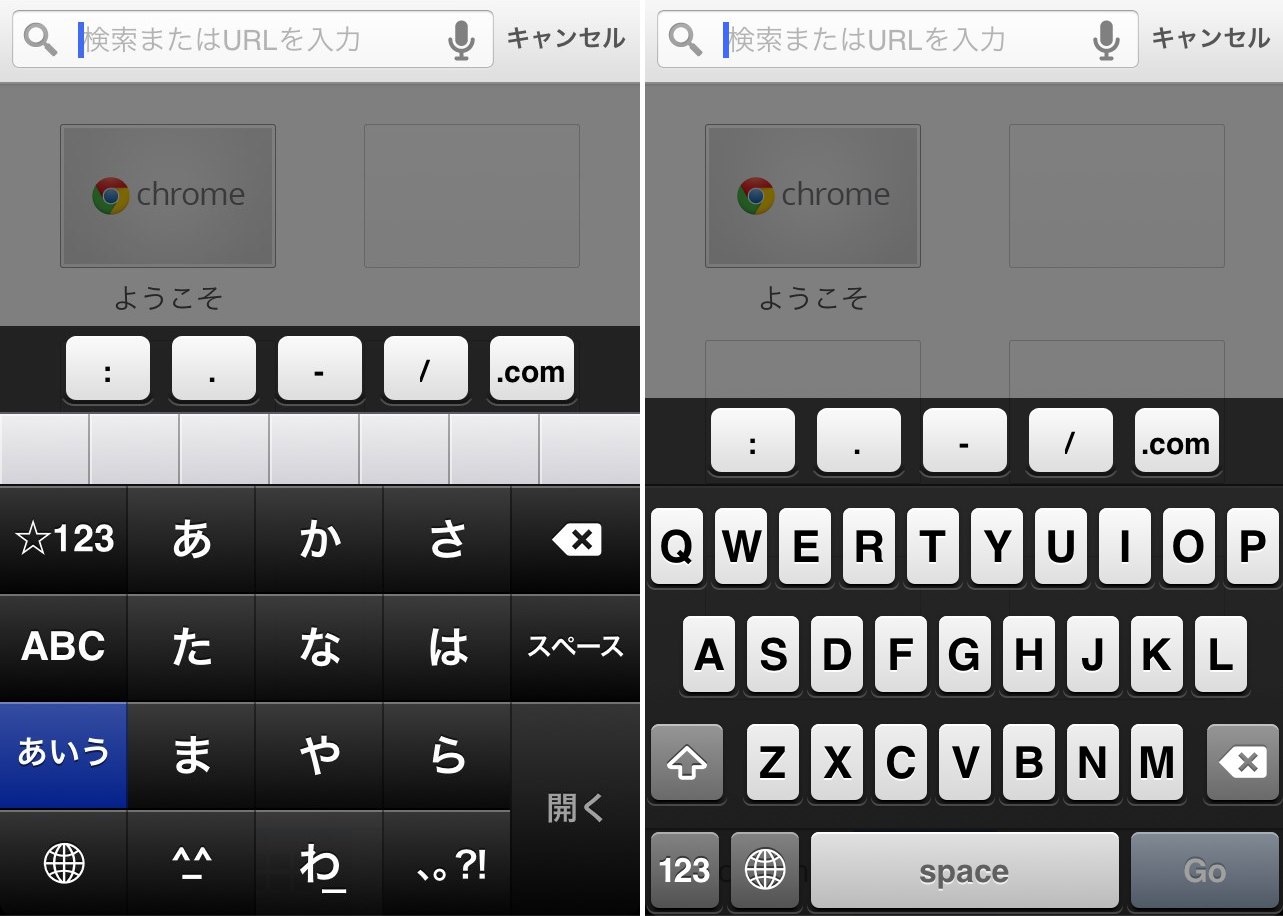 検索またはURLを入力 キャンセル
chrome
ようこそ
: . - / .com
☆123 あ か さ
ABC た な は スペース
あいう ま や ら
開く
^_^ わ_ 、。?!
検索またはURLを入力 キャンセル
chrome
ようこそ
: . - / .com
Q W E R T Y U I O P
A S D F G H J K L
Z X C V B N M
123 space Go